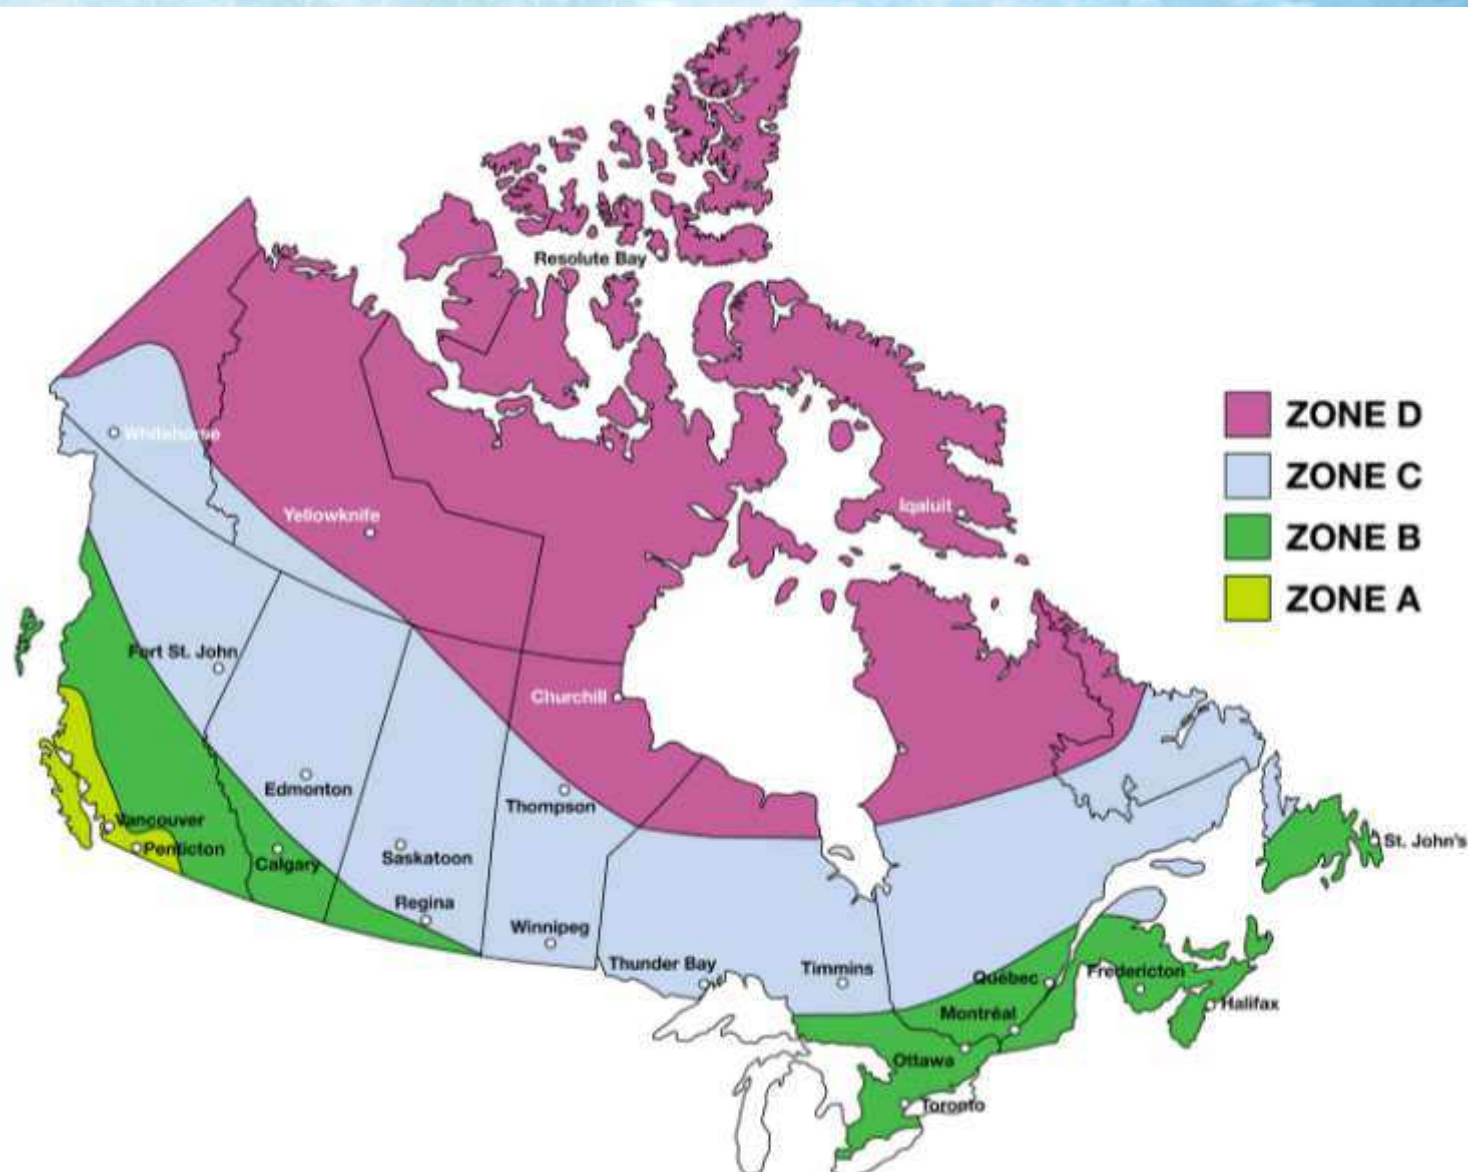 Resolute Bay
ZONE D
Whitehorse
ZONE C
Yellowknife
Iqaluit
ZONE B
ZONE A
Fort St. John
Churchill
Edmonton
Thompson
Vancouver
Penticton
Calgary
Saskatoon
St. John's
Regina
Winnipeg
Thunder Bay
Timmins
Québec
Fredericton
Halifax
Montréal
Ottawa
Toronto